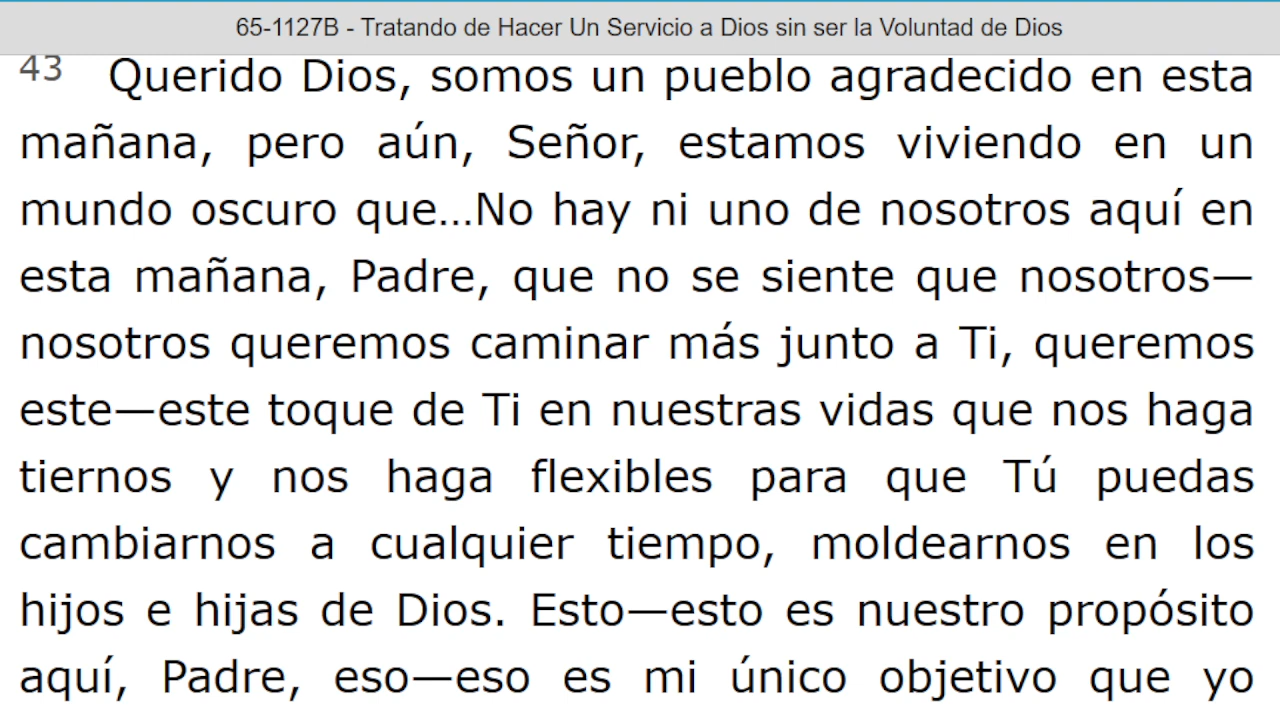 65-1127B - Tratando de Hacer Un Servicio a Dios sin ser la Voluntad de Dios
43 Querido Dios, somos un pueblo agradecido en esta
mañana, pero aún, Señor, estamos viviendo en un
mundo oscuro que...No hay ni uno de nosotros aquí en
esta mañana, Padre, que no se siente que nosotros—
nosotros queremos caminar más junto a Ti, queremos
este—este toque de Ti en nuestras vidas que nos haga
tiernos y nos haga flexibles para que Tú puedas
cambiarnos a cualquier tiempo, moldearnos en los
hijos e hijas de Dios. Esto—esto es nuestro propósito
aquí, Padre, eso—eso es mi único objetivo que yo